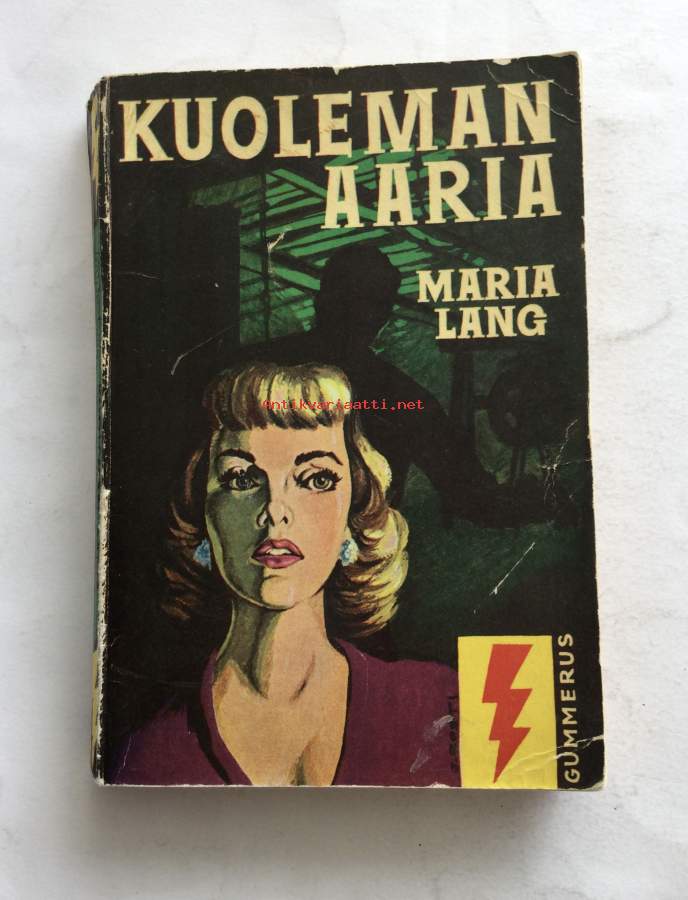 KUOLEMAN
AARIA
MARIA
LANG
Antikvariaatti.net
GUMMERUS